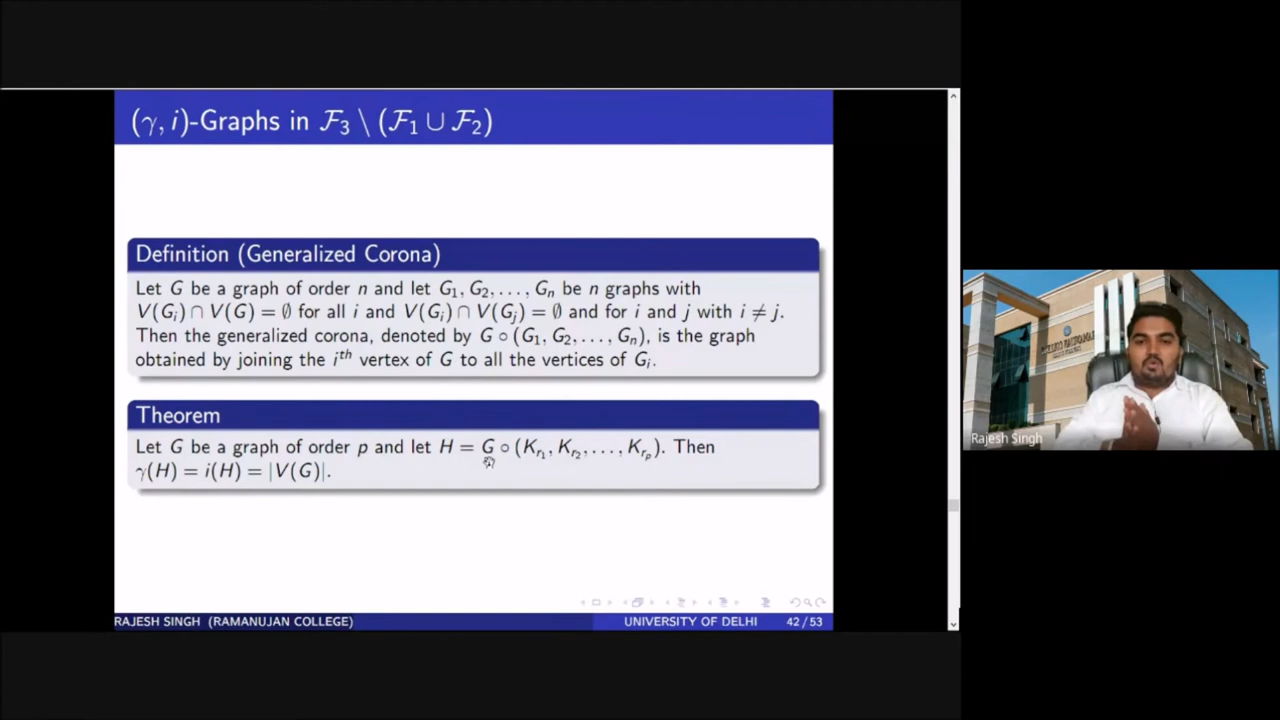 (γ, i)-Graphs in F₃ \ (F₁ ∪ F₂)
Definition (Generalized Corona)
Let G be a graph of order n and let G₁, G₂, . . . , Gₙ be n graphs with
V(Gᵢ) ∩ V(G) = ∅ for all i and V(Gᵢ) ∩ V(Gⱼ) = ∅ and for i and j with i ≠ j.
Then the generalized corona, denoted by G ∘ (G₁, G₂, . . . , Gₙ), is the graph
obtained by joining the iᵗʰ vertex of G to all the vertices of Gᵢ.
Theorem
Let G be a graph of order p and let H = G ∘ (K_{r₁}, K_{r₂}, . . . , K_{rₚ}). Then
γ(H) = i(H) = |V(G)|.
RAJESH SINGH (RAMANUJAN COLLEGE)
UNIVERSITY OF DELHI
42 / 53
RAMANUJAN COLLEGE
Rajesh Singh